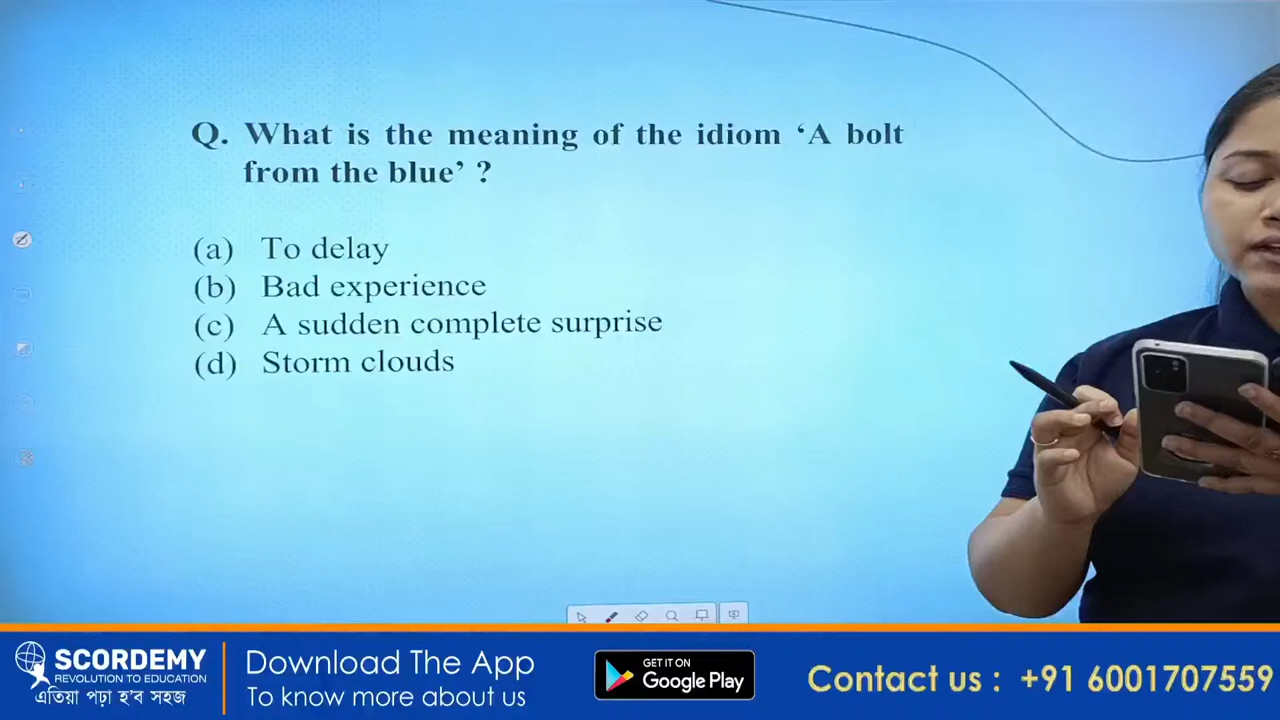 Q. What is the meaning of the idiom ‘A bolt
from the blue’ ?
(a) To delay
(b) Bad experience
(c) A sudden complete surprise
(d) Storm clouds
SCORDEMY
REVOLUTION TO EDUCATION
এতিয়া পঢ়া হ'ব সহজ
Download The App
To know more about us
GET IT ON
Google Play
Contact us : +91 6001707559